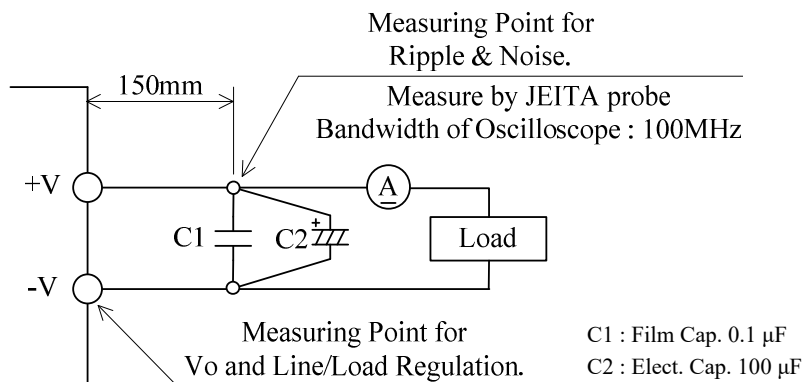 Measuring Point for
Ripple & Noise.
150mm
Measure by JEITA probe
Bandwidth of Oscilloscope : 100MHz
+V
A
C1
+
C2
Load
-V
Measuring Point for
Vo and Line/Load Regulation.
C1 : Film Cap. 0.1 μF
C2 : Elect. Cap. 100 μF